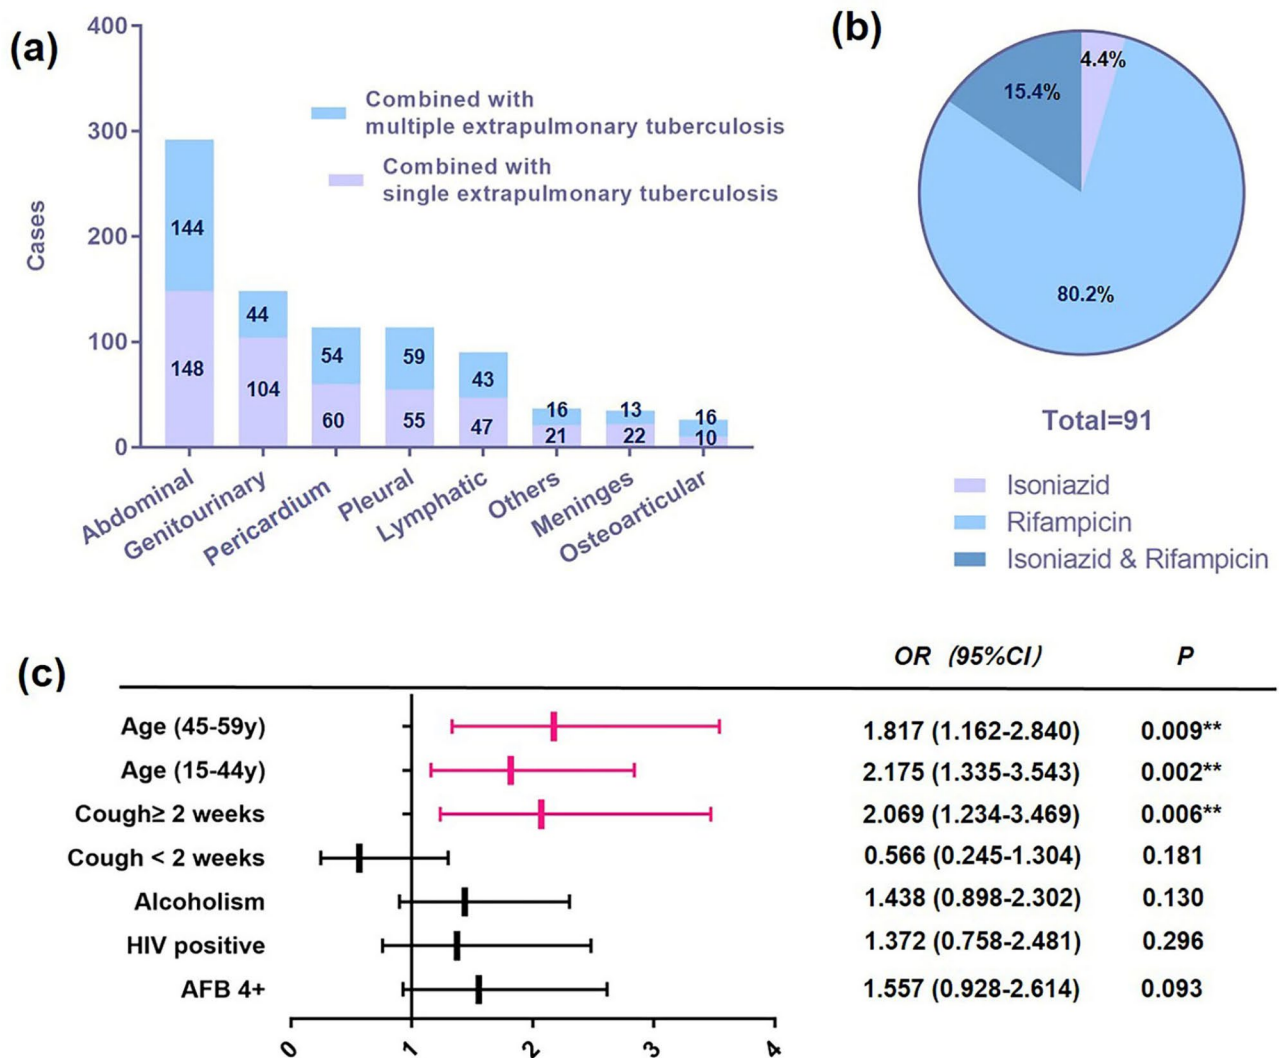 (a)
400
300
200
100
0
Cases
Combined with
multiple extrapulmonary tuberculosis
Combined with
single extrapulmonary tuberculosis
144
148
44
104
54
60
59
55
43
47
16
21
13
22
16
10
Abdominal
Genitourinary
Pericardium
Pleural
Lymphatic
Others
Meninges
Osteoarticular
(b)
4.4%
15.4%
80.2%
Total=91
Isoniazid
Rifampicin
Isoniazid & Rifampicin
(c)
OR (95%CI) P
Age (45-59y) 1.817 (1.162-2.840) 0.009**
Age (15-44y) 2.175 (1.335-3.543) 0.002**
Cough≥ 2 weeks 2.069 (1.234-3.469) 0.006**
Cough < 2 weeks 0.566 (0.245-1.304) 0.181
Alcoholism 1.438 (0.898-2.302) 0.130
HIV positive 1.372 (0.758-2.481) 0.296
AFB 4+ 1.557 (0.928-2.614) 0.093
0 1 2 3 4